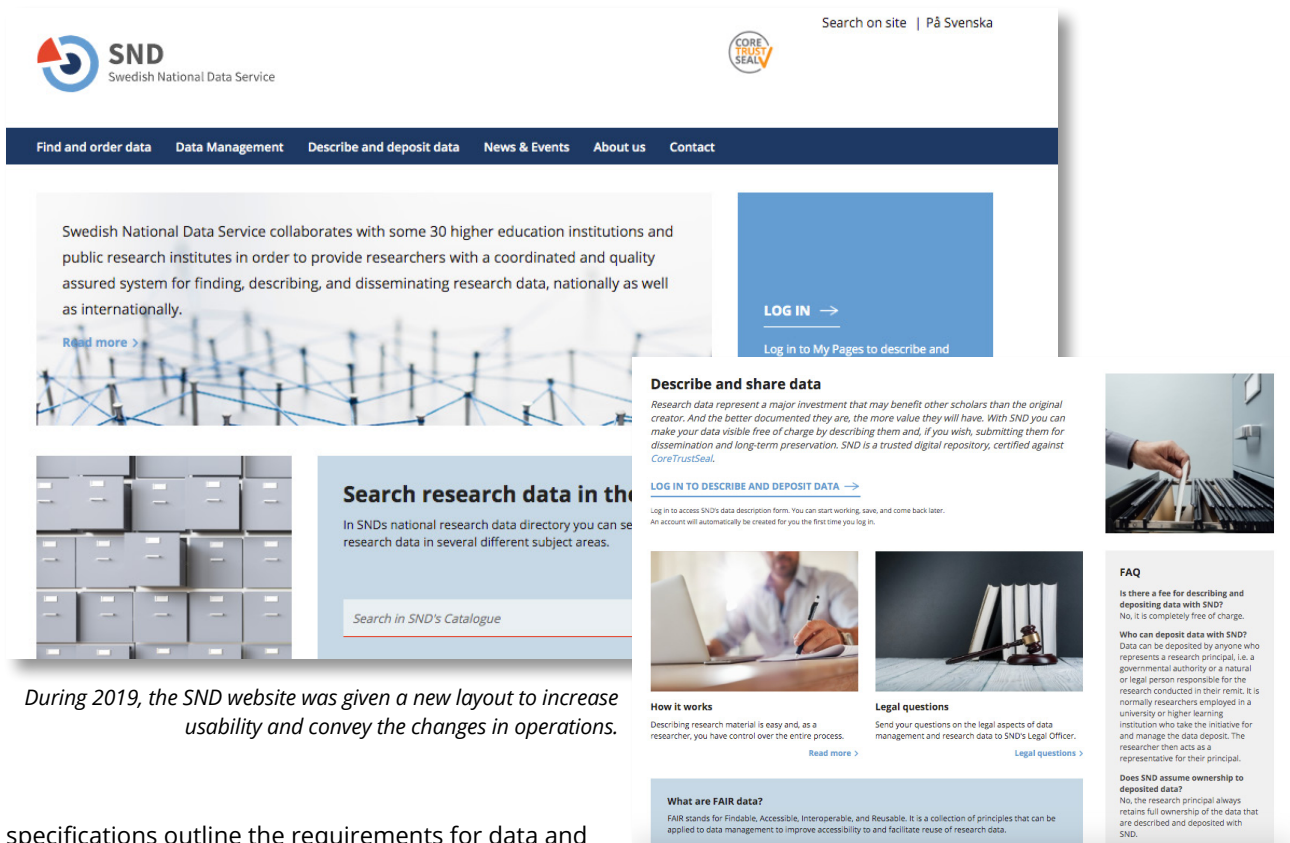 Search on site | På Svenska
CORE
TRUST
SEAL
SND
Swedish National Data Service
Find and order data Data Management Describe and deposit data News & Events About us Contact
Swedish National Data Service collaborates with some 30 higher education institutions and
public research institutes in order to provide researchers with a coordinated and quality
assured system for finding, describing, and disseminating research data, nationally as well
as internationally.
Read more >
LOG IN →
Log in to My Pages to describe and
Search research data in the
In SNDs national research data directory you can se
research data in several different subject areas.
Search in SND's Catalogue
During 2019, the SND website was given a new layout to increase
usability and convey the changes in operations.
specifications outline the requirements for data and
Describe and share data
Research data represent a major investment that may benefit other scholars than the original
creator. And the better documented they are, the more value they will have. With SND you can
make your data visible free of charge by describing them and, if you wish, submitting them for
dissemination and long-term preservation. SND is a trusted digital repository, certified against
CoreTrustSeal.
LOG IN TO DESCRIBE AND DEPOSIT DATA →
Log in to access SND's data description form. You can start working, save, and come back later.
An account will automatically be created for you the first time you log in.
How it works
Describing research material is easy and, as a
researcher, you have control over the entire process.
Read more >
Legal questions
Send your questions on the legal aspects of data
management and research data to SND's Legal Officer.
Legal questions >
What are FAIR data?
FAIR stands for Findable, Accessible, Interoperable, and Reusable. It is a collection of principles that can be
applied to data management to improve accessibility to and facilitate reuse of research data.
FAQ
Is there a fee for describing and
depositing data with SND?
No, it is completely free of charge.
Who can deposit data with SND?
Data can be deposited by anyone who
represents a research principal, i.e. a
governmental authority or a natural
or legal person responsible for the
research conducted in their remit. It is
normally researchers employed in a
university or higher learning
institution who take the initiative for
and manage the data deposit. The
researcher then acts as a
representative for their principal.
Does SND assume ownership to
deposited data?
No, the research principal always
retains full ownership of the data that
are described and deposited with
SND.